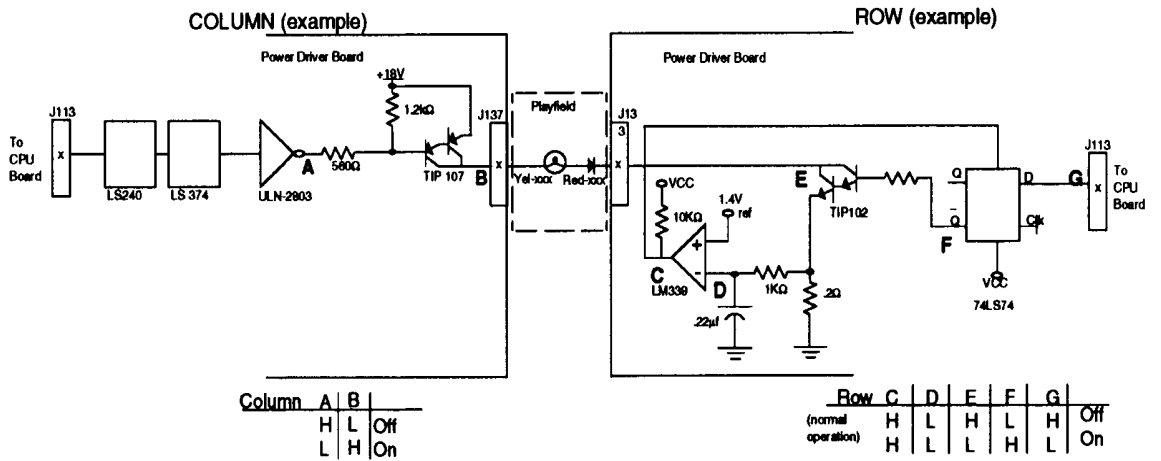 COLUMN (example)
ROW (example)
Power Driver Board
Power Driver Board
+18V
1.2kΩ
J113
To
CPU
Board
x
LS240
LS 374
ULN-2803
A
560Ω
TIP 107
B
J137
x
Playfield
Yel-xxx
Red-xxx
J13
3
x
VCC
10KΩ
1.4V
ref
+
-
C
LM339
D
.22µf
1KΩ
.2Ω
E
TIP102
F
Q
Q
D
Clk
VCC
74LS74
G
J113
x
To
CPU
Board
Column A B
H L Off
L H On
Row C D E F G
(normal operation)
H L H L H Off
H L L H L On